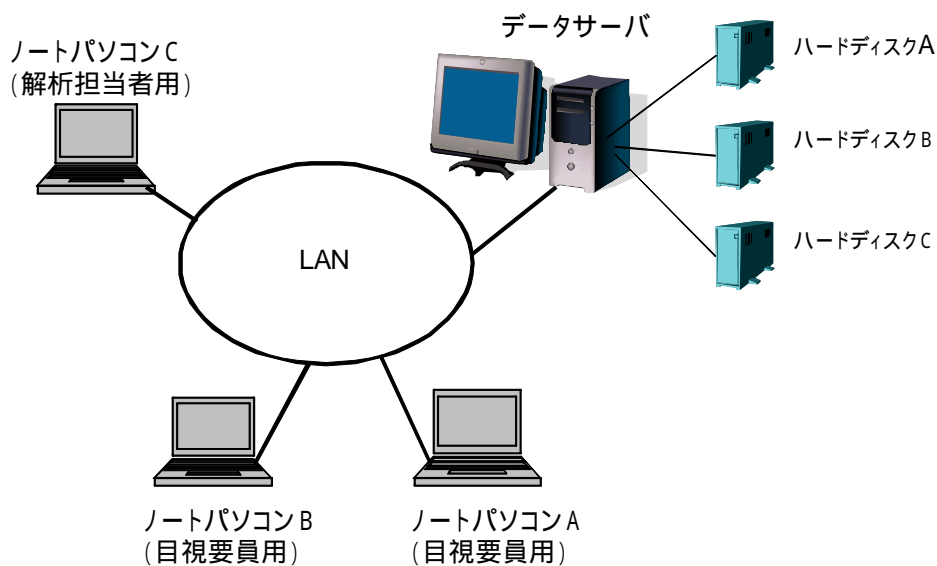 データサーバ
ノートパソコンC
(解析担当者用)
ハードディスクA
ハードディスクB
ハードディスクC
LAN
ノートパソコンB
(目視要員用)
ノートパソコンA
(目視要員用)